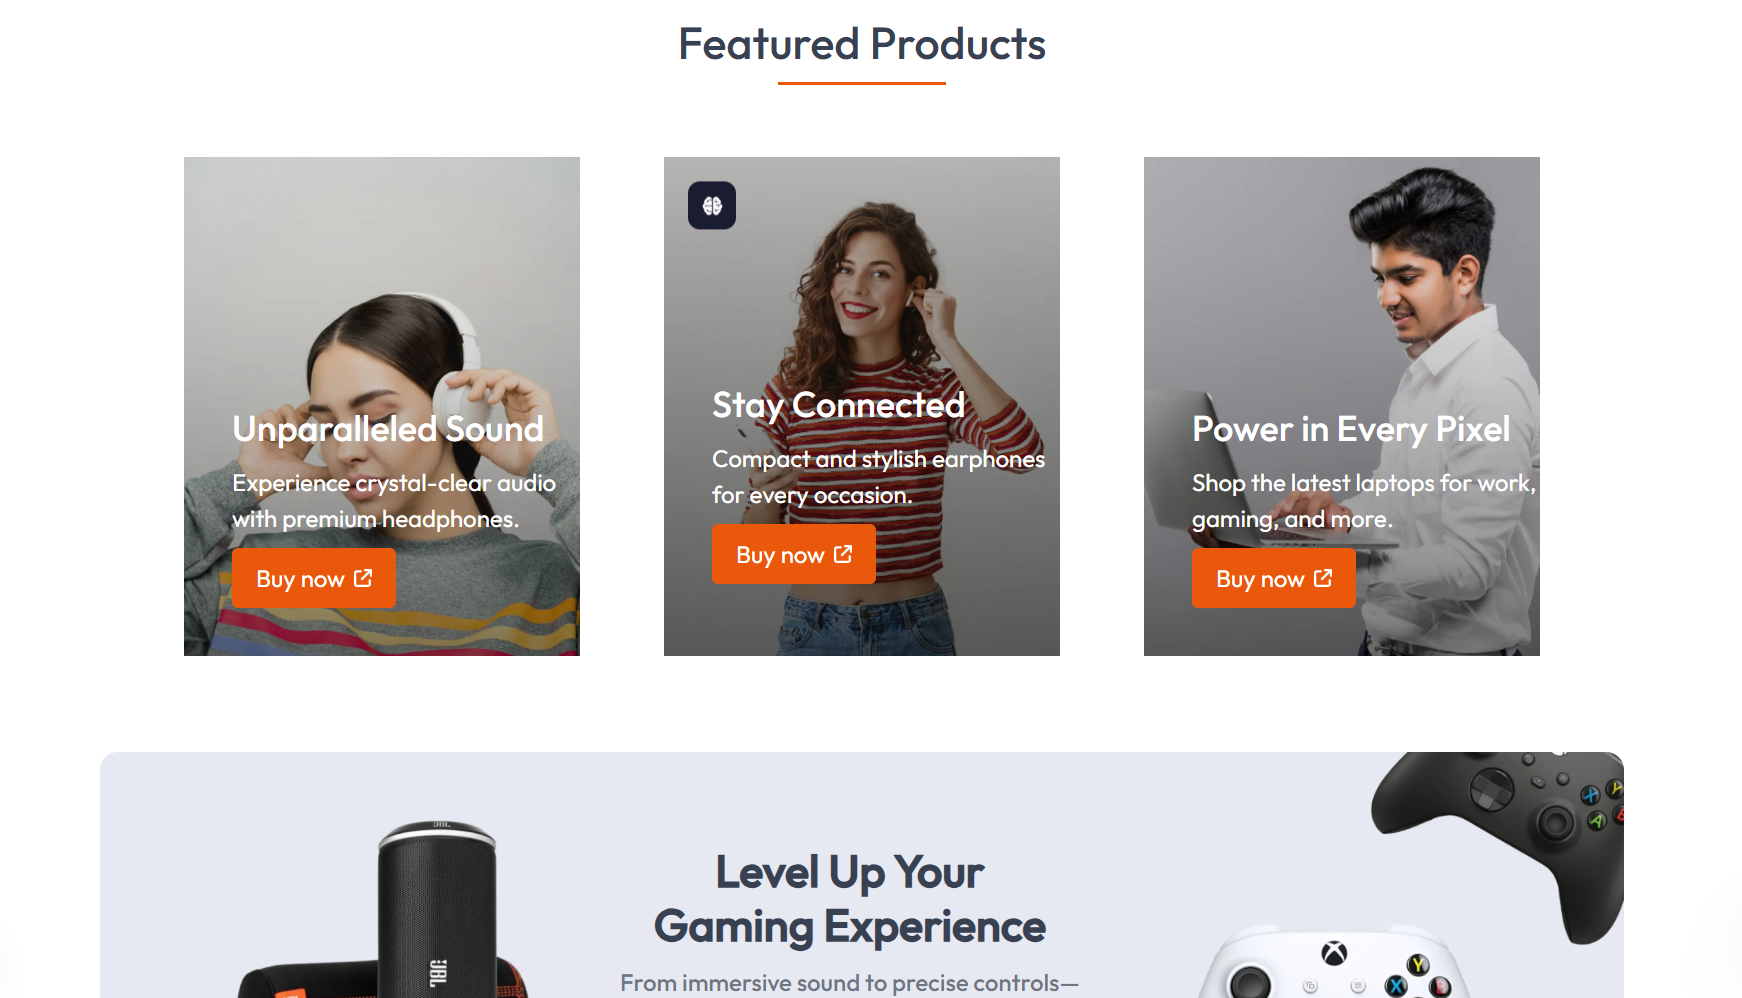 Featured Products
Unparalleled Sound
Experience crystal-clear audio
with premium headphones.
Buy now
Stay Connected
Compact and stylish earphones
for every occasion.
Buy now
Power in Every Pixel
Shop the latest laptops for work,
gaming, and more.
Buy now
JBL
JBL
Level Up Your
Gaming Experience
From immersive sound to precise controls—
X
Y
A
B
Y
X
B